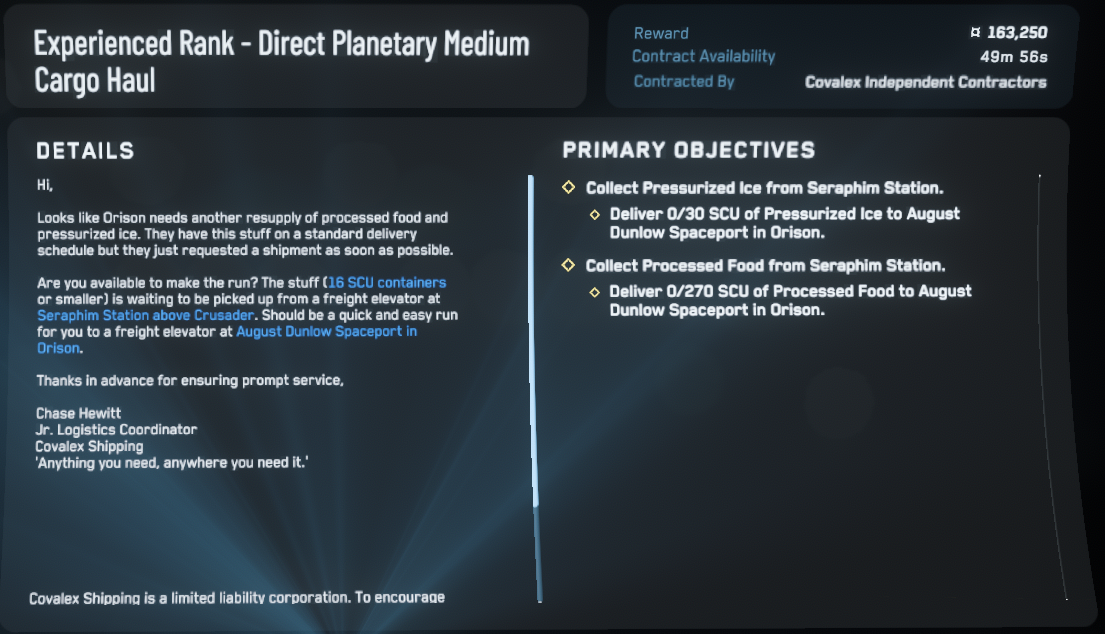 Experienced Rank - Direct Planetary Medium
Cargo Haul
Reward ¤ 163,250
Contract Availability 49m 56s
Contracted By Covalex Independent Contractors
DETAILS
Hi,
Looks like Orison needs another resupply of processed food and
pressurized ice. They have this stuff on a standard delivery
schedule but they just requested a shipment as soon as possible.
Are you available to make the run? The stuff (16 SCU containers
or smaller) is waiting to be picked up from a freight elevator at
Seraphim Station above Crusader. Should be a quick and easy run
for you to a freight elevator at August Dunlow Spaceport in
Orison.
Thanks in advance for ensuring prompt service,
Chase Hewitt
Jr. Logistics Coordinator
Covalex Shipping
'Anything you need, anywhere you need it.'
Covalex Shipping is a limited liability corporation. To encourage
PRIMARY OBJECTIVES
Collect Pressurized Ice from Seraphim Station.
Deliver 0/30 SCU of Pressurized Ice to August
Dunlow Spaceport in Orison.
Collect Processed Food from Seraphim Station.
Deliver 0/270 SCU of Processed Food to August
Dunlow Spaceport in Orison.